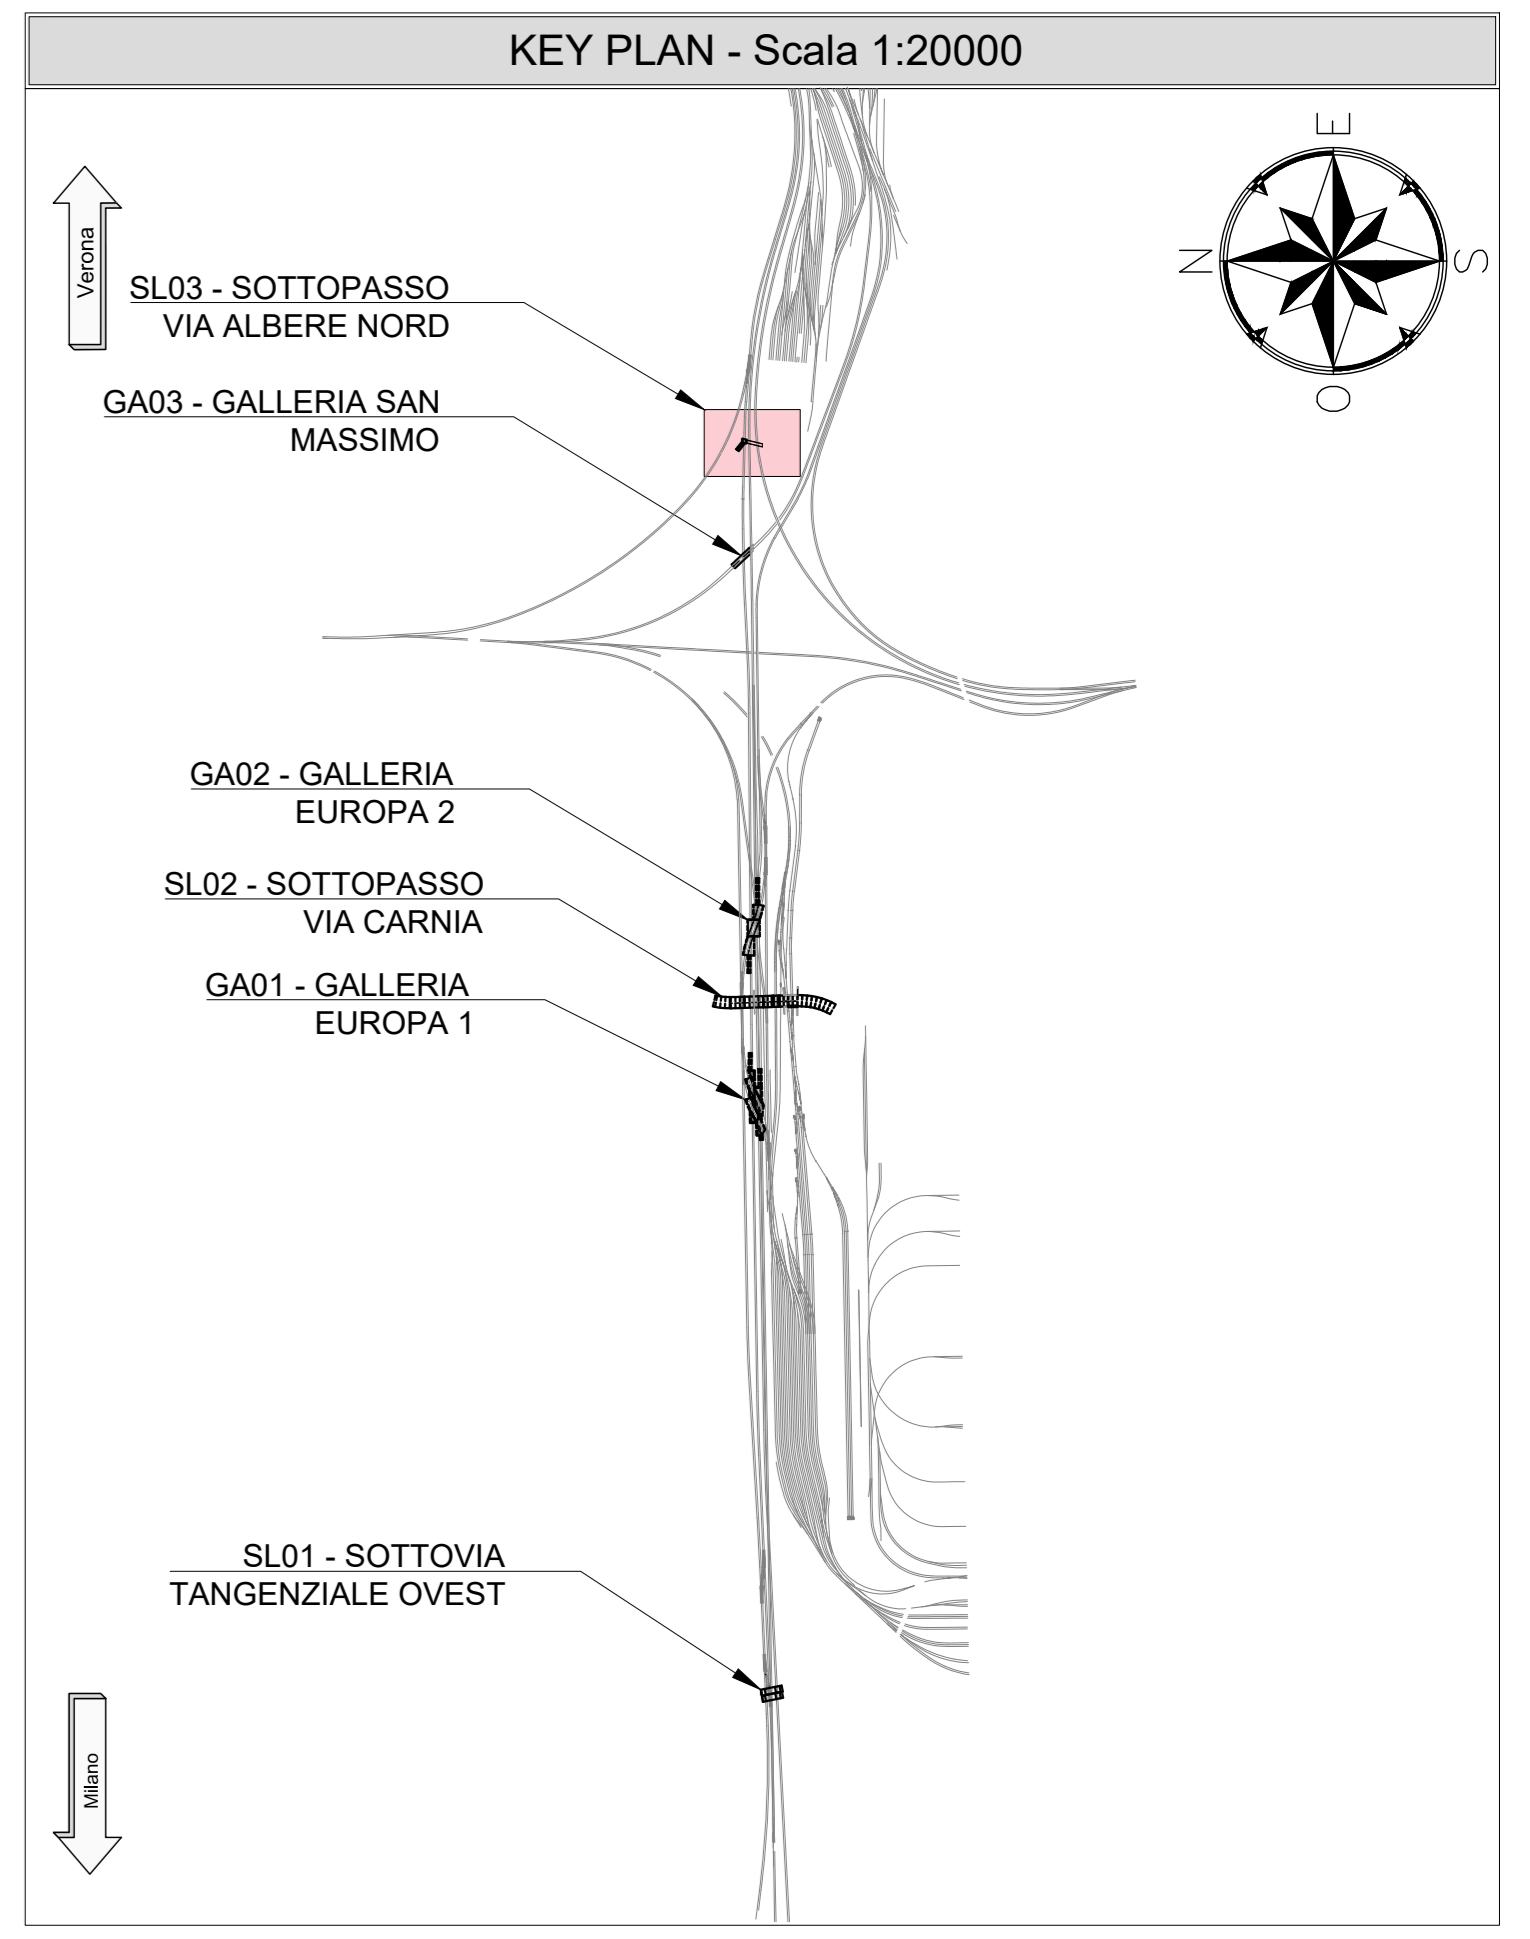 KEY PLAN - Scala 1:20000
E
N
S
O
Verona
SL03 - SOTTOPASSO
VIA ALBERE NORD
GA03 - GALLERIA SAN
MASSIMO
GA02 - GALLERIA
EUROPA 2
SL02 - SOTTOPASSO
VIA CARNIA
GA01 - GALLERIA
EUROPA 1
SL01 - SOTTOVIA
TANGENZIALE OVEST
Milano